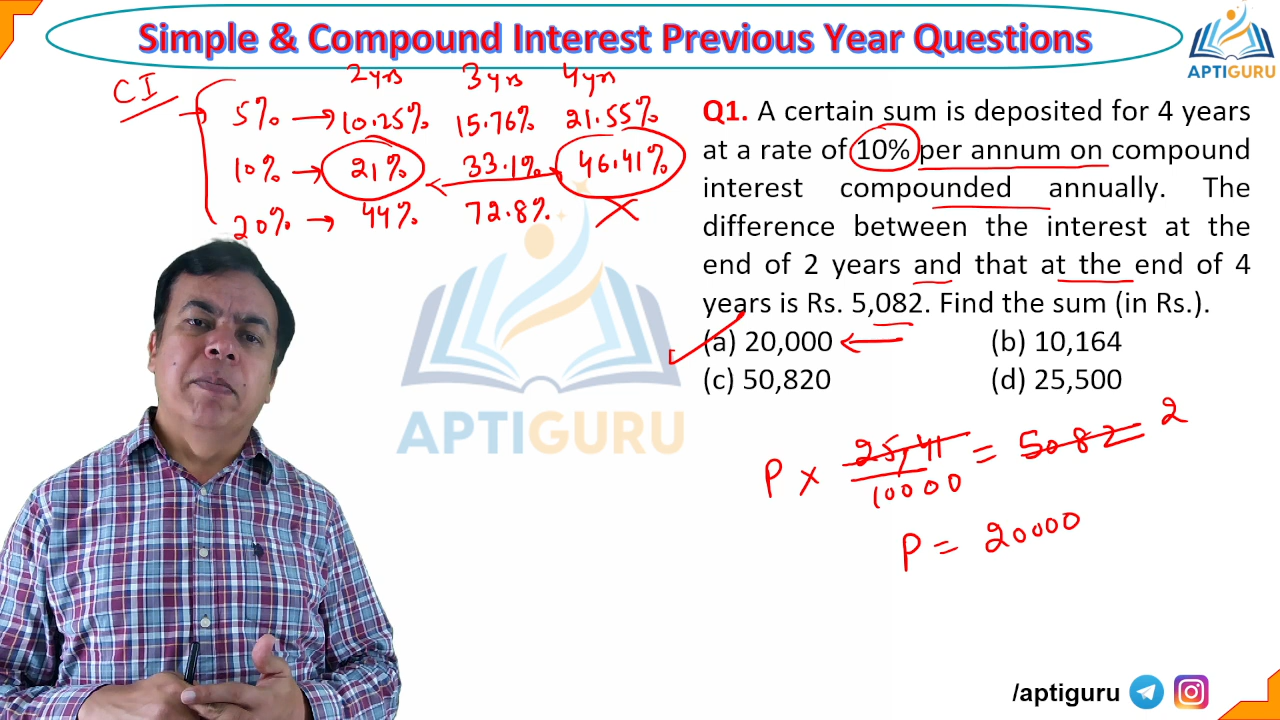 Simple & Compound Interest Previous Year Questions
APTIGURU
CI
2yrs 3yrs 4yrs
5% → 10.25% 15.76% 21.55%
10% → 21% 33.1% 46.41%
20% → 44% 72.8% X
Q1. A certain sum is deposited for 4 years
at a rate of 10% per annum on compound
interest compounded annually. The
difference between the interest at the
end of 2 years and that at the end of 4
years is Rs. 5,082. Find the sum (in Rs.).
(a) 20,000 ← (b) 10,164
(c) 50,820 (d) 25,500
APTIGURU
P × 25,41 = 5082 2
10000
P = 20000
/aptiguru